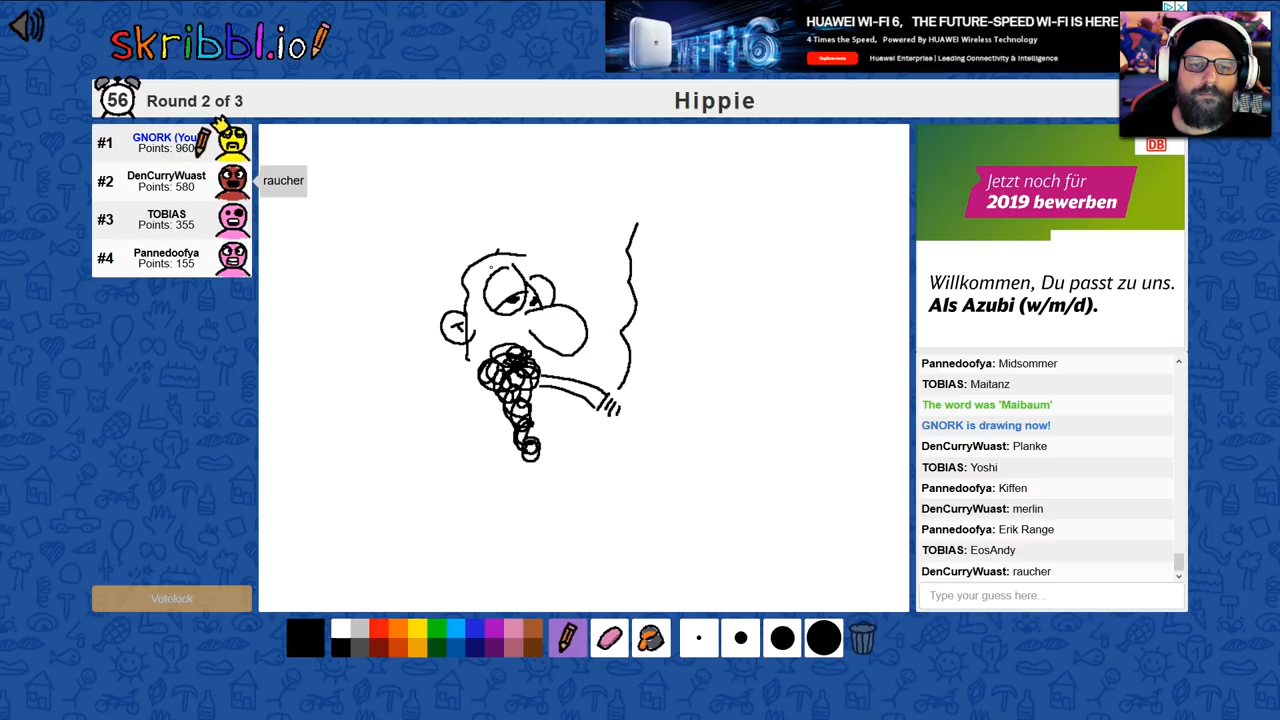 skribbl.io
HUAWEI WI-FI 6, THE FUTURE-SPEED WI-FI IS HERE
4 Times the Speed, Powered By HUAWEI Wireless Technology
Huawei Enterprise | Leading Connectivity & Intelligence
56
Round 2 of 3
Hippie
#1
GNORK (You
Points: 960
#2
DenCurryWuast
Points: 580
raucher
#3
TOBIAS
Points: 355
#4
Pannedoofya
Points: 155
DB
Jetzt noch für
2019 bewerben
Willkommen, Du passt zu uns.
Als Azubi (w/m/d).
Pannedoofya: Midsommer
TOBIAS: Maitanz
The word was 'Maibaum'
GNORK is drawing now!
DenCurryWuast: Planke
TOBIAS: Yoshi
Pannedoofya: Kiffen
DenCurryWuast: merlin
Pannedoofya: Erik Range
TOBIAS: EosAndy
DenCurryWuast: raucher
Type your guess here...
Votekick